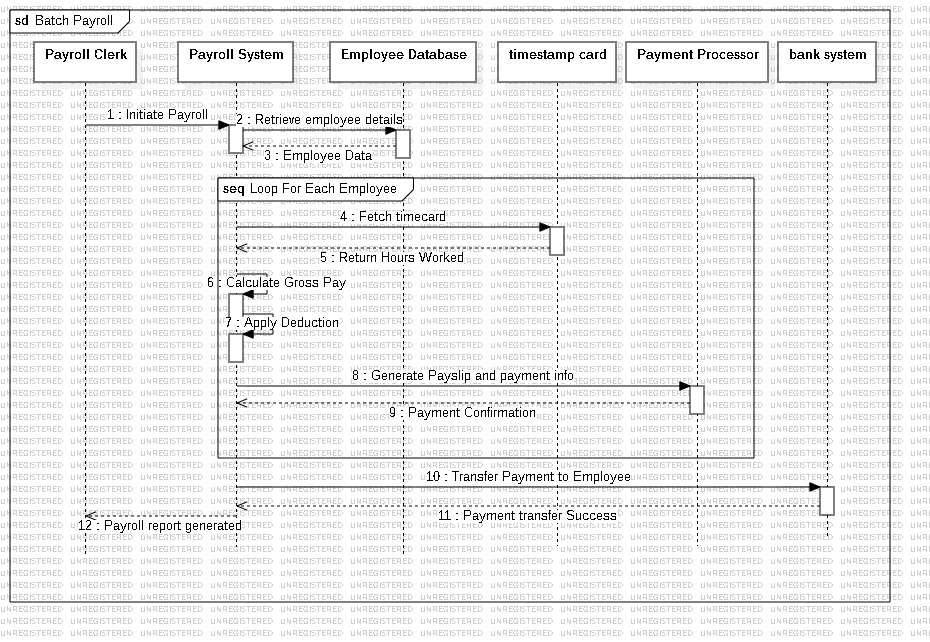 sd Batch Payroll
Payroll Clerk
Payroll System
Employee Database
timestamp card
Payment Processor
bank system
1 : Initiate Payroll
2 : Retrieve employee details
3 : Employee Data
seq Loop For Each Employee
4 : Fetch timecard
5 : Return Hours Worked
6 : Calculate Gross Pay
7 : Apply Deduction
8 : Generate Payslip and payment info
9 : Payment Confirmation
10 : Transfer Payment to Employee
11 : Payment transfer Success
12 : Payroll report generated
UNREGISTERED